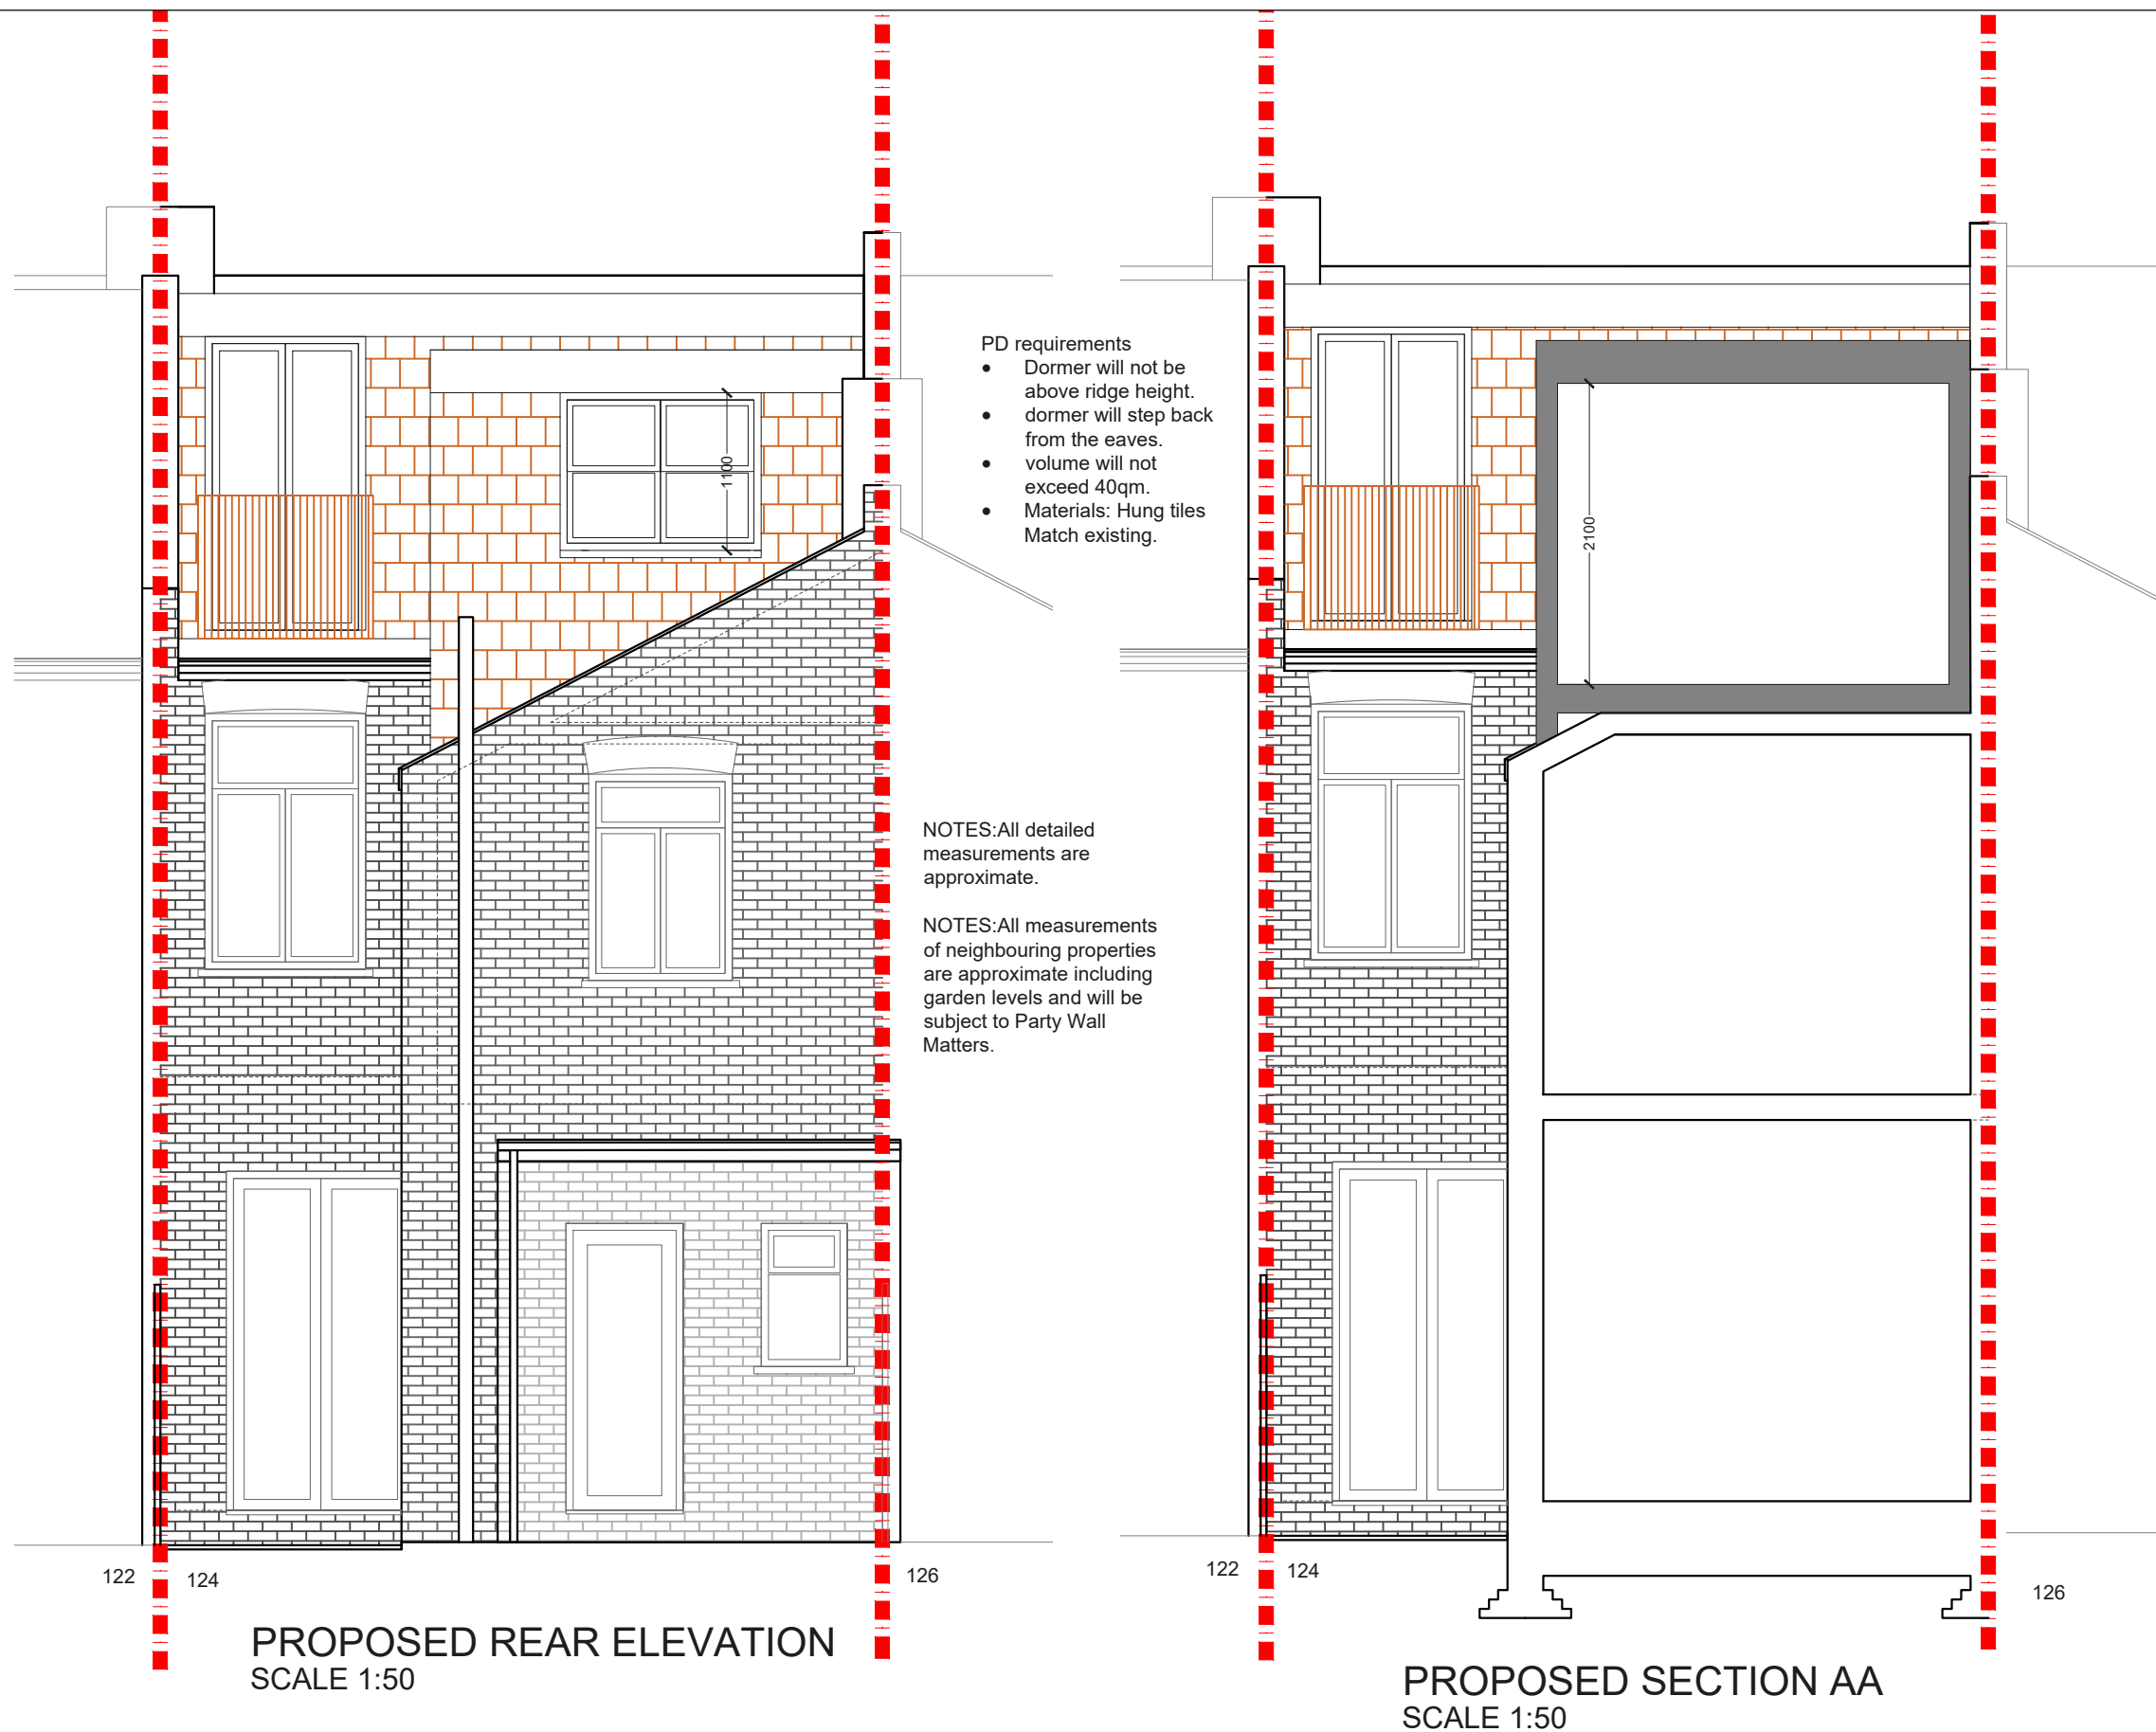 PD requirements
• Dormer will not be
above ridge height.
• dormer will step back
from the eaves.
• volume will not
exceed 40qm.
• Materials: Hung tiles
Match existing.
1100
2100
NOTES:All detailed
measurements are
approximate.
NOTES:All measurements
of neighbouring properties
are approximate including
garden levels and will be
subject to Party Wall
Matters.
122
124
126
PROPOSED REAR ELEVATION
SCALE 1:50
122
124
126
PROPOSED SECTION AA
SCALE 1:50